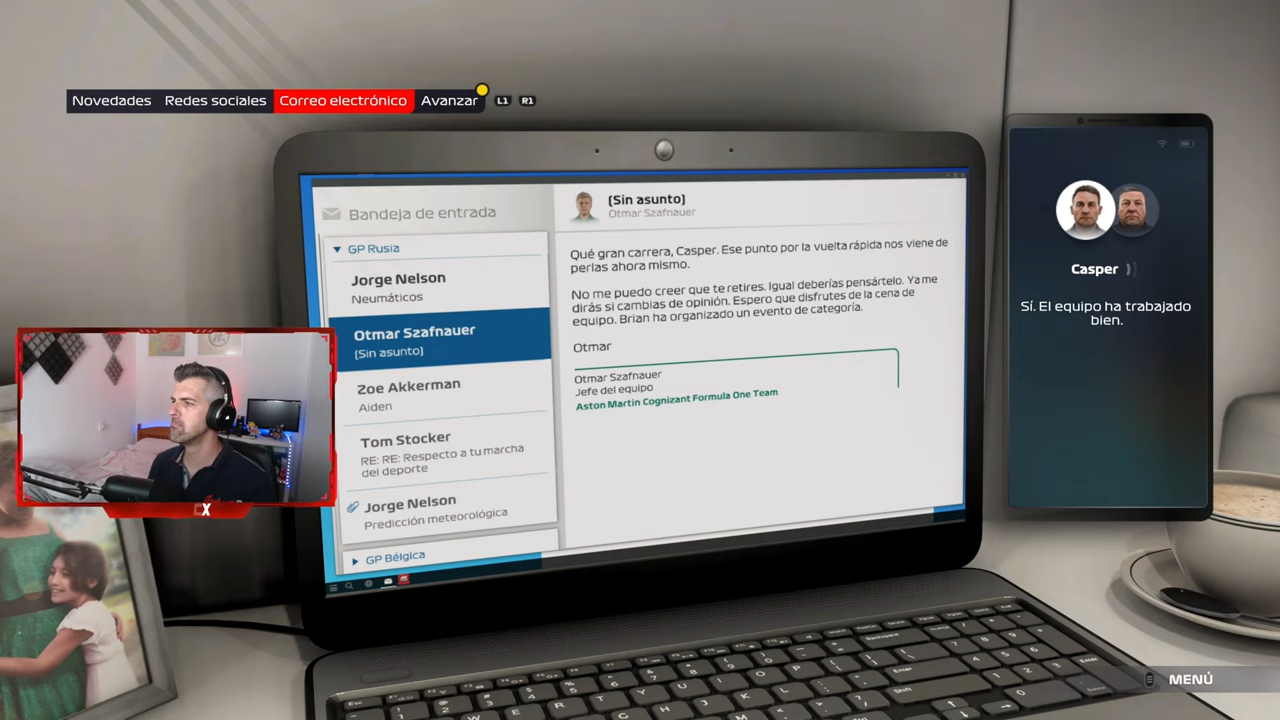 Novedades
Redes sociales
Correo electrónico
Avanzar
L1
R1
Bandeja de entrada
GP Rusia
Jorge Nelson
Neumáticos
Otmar Szafnauer
(Sin asunto)
Zoe Akkerman
Aiden
Tom Stocker
RE: RE: Respecto a tu marcha
del deporte
Jorge Nelson
Predicción meteorológica
GP Bélgica
(Sin asunto)
Otmar Szafnauer
Qué gran carrera, Casper. Ese punto por la vuelta rápida nos viene de
perlas ahora mismo.
No me puedo creer que te retires. Igual deberías pensártelo. Ya me
dirás si cambias de opinión. Espero que disfrutes de la cena de
equipo. Brian ha organizado un evento de categoría.
Otmar
Otmar Szafnauer
Jefe del equipo
Aston Martin Cognizant Formula One Team
Casper
Sí. El equipo ha trabajado
bien.
MENÚ